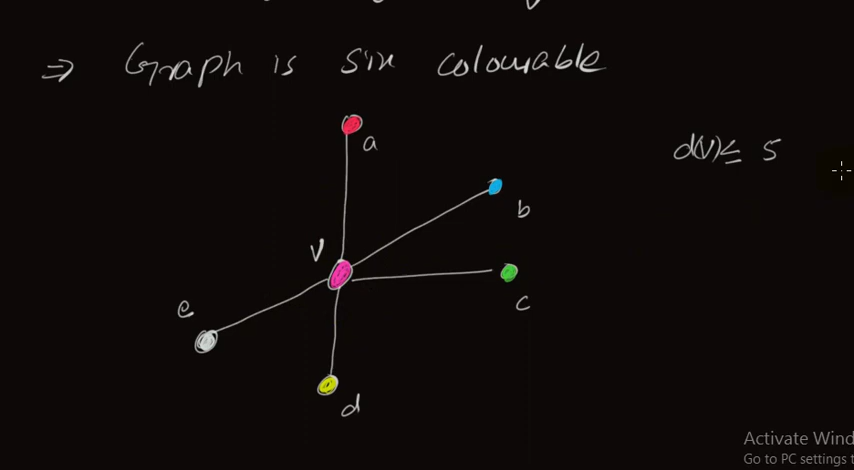 ⇒ Graph is six colourable
a
d(v) ≤ 5
b
V
c
e
d
Activate Wind
Go to PC settings t